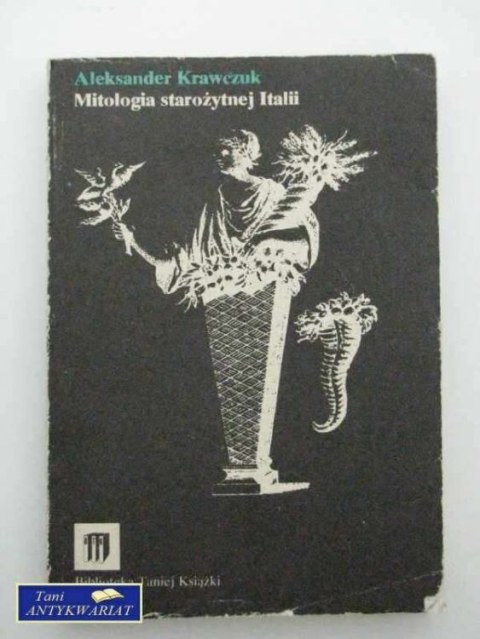 Aleksander Krawczuk
Mitologia starożytnej Italii
Biblioteka Taniej Książki
Tani
ANTYKWARIAT